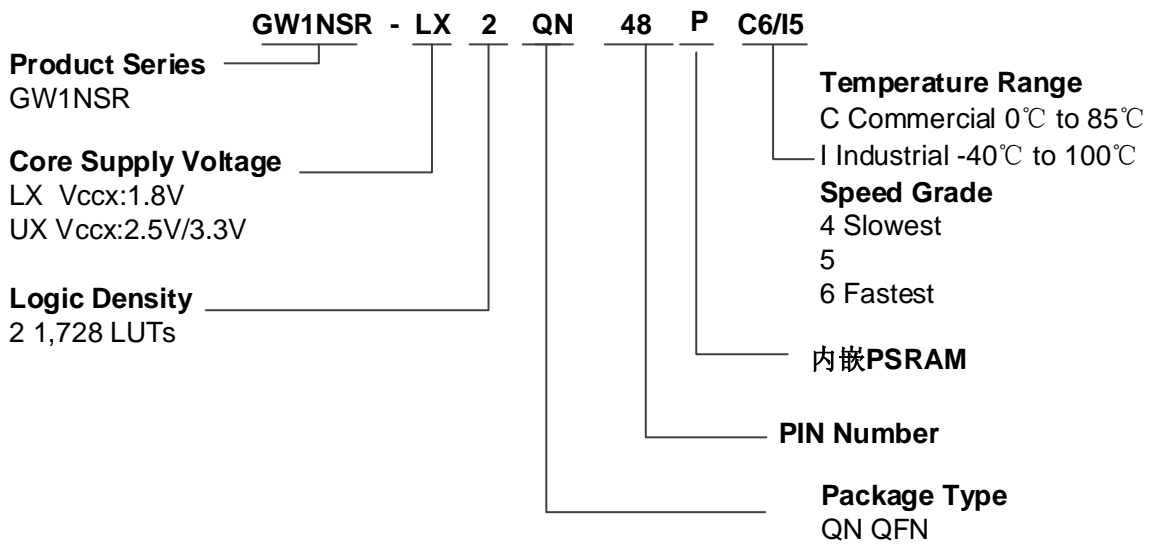 GW1NSR - LX 2 QN 48 P C6/I5
Product Series
GW1NSR
Core Supply Voltage
LX Vccx:1.8V
UX Vccx:2.5V/3.3V
Logic Density
2 1,728 LUTs
Temperature Range
C Commercial 0℃ to 85℃
I Industrial -40℃ to 100℃
Speed Grade
4 Slowest
5
6 Fastest
内嵌PSRAM
PIN Number
Package Type
QN QFN